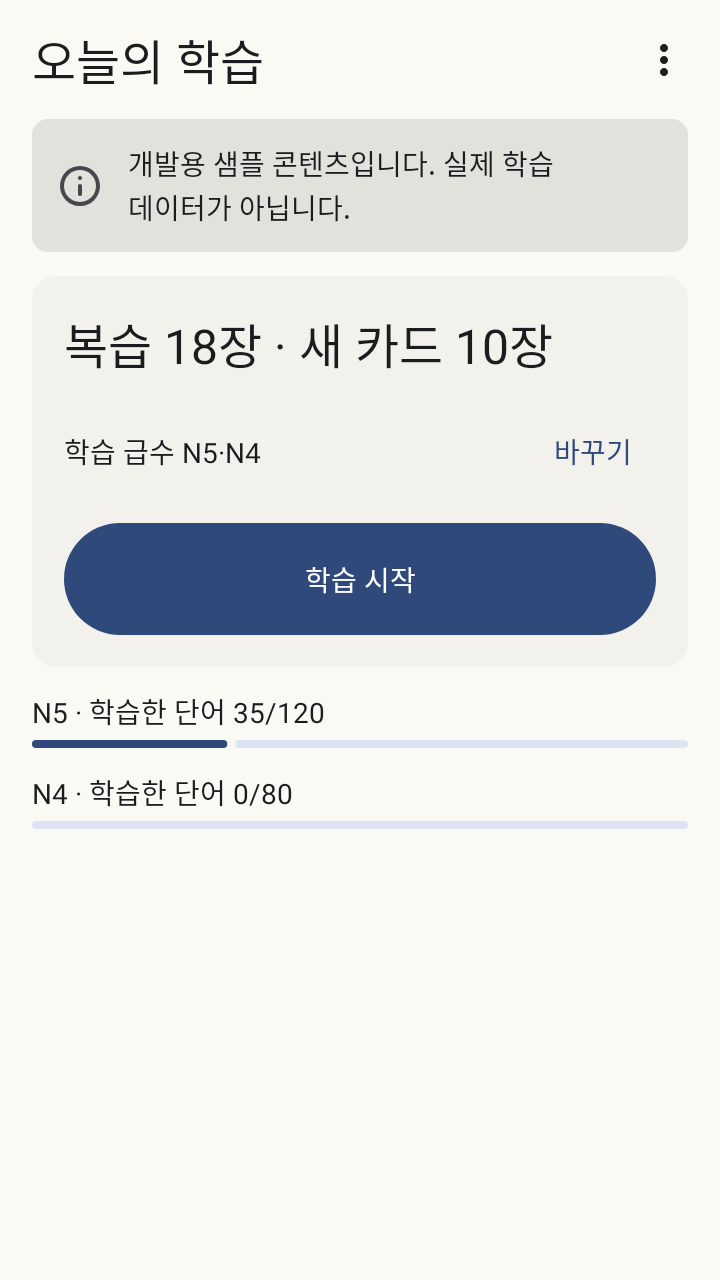 오늘의 학습
개발용 샘플 콘텐츠입니다. 실제 학습
데이터가 아닙니다.
복습 18장 · 새 카드 10장
학습 급수 N5·N4
바꾸기
학습 시작
N5 · 학습한 단어 35/120
N4 · 학습한 단어 0/80